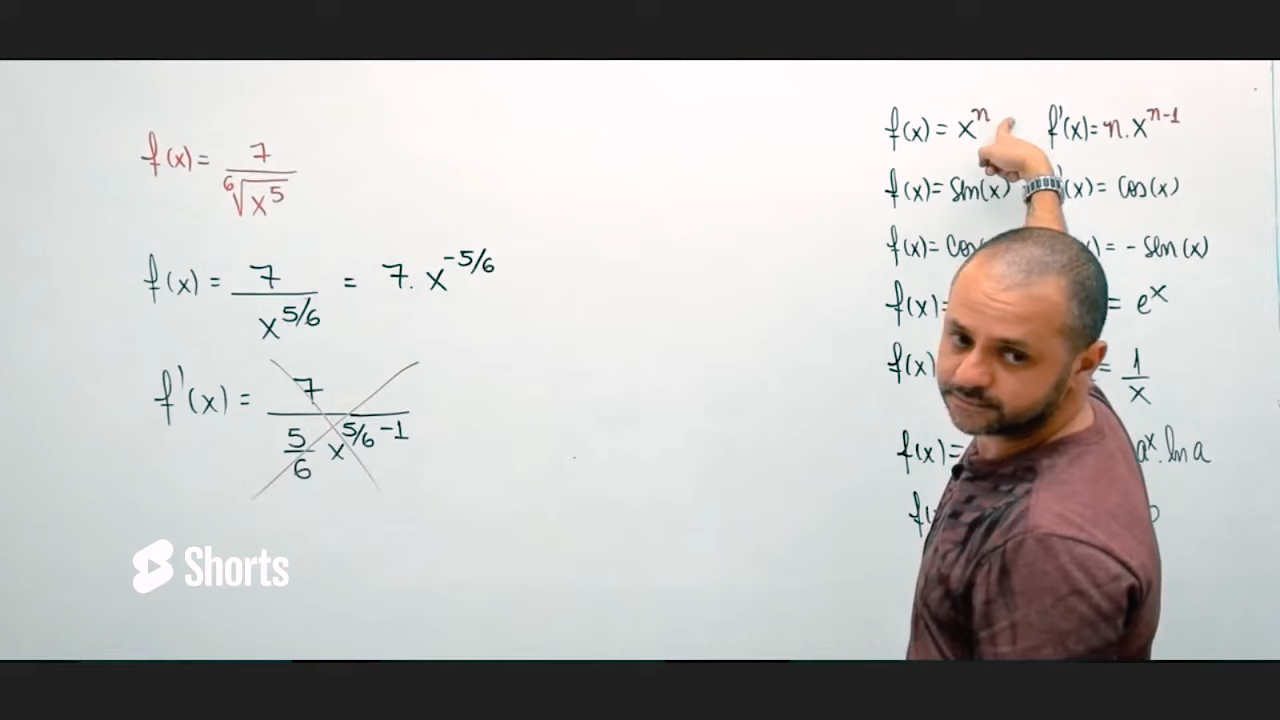 f(x) = 7 / ⁶√x⁵
f(x) = 7 / x^5/6 = 7. x^-5/6
f'(x) = 7 / 5/6 x^5/6 -1
Shorts
f(x) = x^n f'(x) = n. x^n-1
f(x) = sen(x) (x) = cos(x)
f(x) = cos ) = - sen(x)
f(x) = = e^x
f(x) = 1/x
f(x) = a^x. ln a